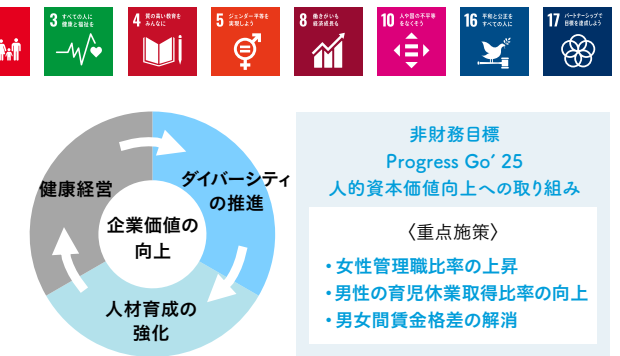 3 すべての人に
健康と福祉を
4 質の高い教育を
みんなに
5 ジェンダー平等を
実現しよう
8 働きがいも
経済成長も
10 人や国の不平等
をなくそう
16 平和と公正を
すべての人に
17 パートナーシップで
目標を達成しよう
健康経営
ダイバーシティ
の推進
企業価値の
向上
人材育成の
強化
非財務目標
Progress Go’ 25
人的資本価値向上への取り組み
〈重点施策〉
・女性管理職比率の上昇
・男性の育児休業取得比率の向上
・男女間賃金格差の解消